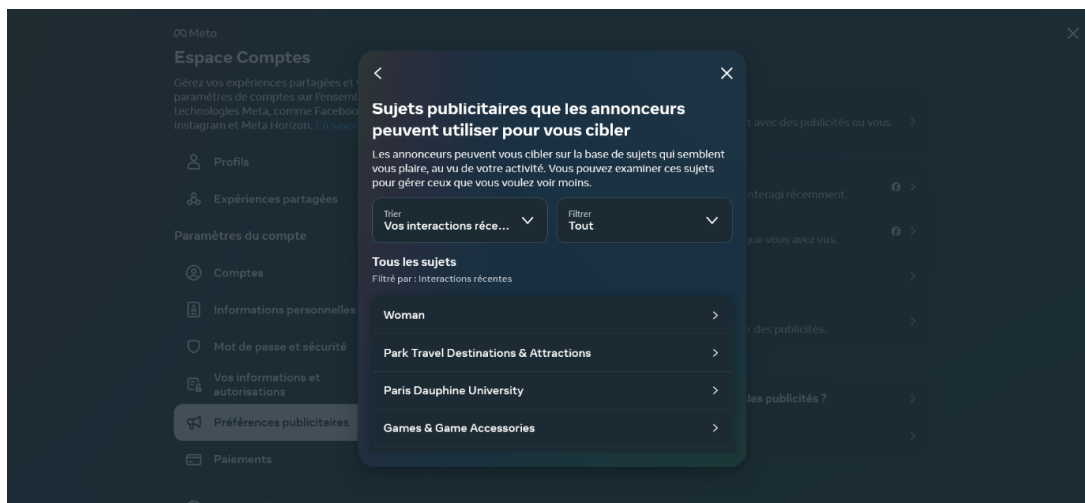 Meta
Espace Comptes
Gérez vos expériences partagées et
paramètres de comptes sur l'ensemb
technologies Meta, comme Faceboo
Instagram et Meta Horizon. En savoi
Profils
Expériences partagées
Paramètres du compte
Comptes
Informations personnelles
Mot de passe et sécurité
Vos informations et
autorisations
Préférences publicitaires
Paiements
Sujets publicitaires que les annonceurs
peuvent utiliser pour vous cibler
Les annonceurs peuvent vous cibler sur la base de sujets qui semblent
vous plaire, au vu de votre activité. Vous pouvez examiner ces sujets
pour gérer ceux que vous voulez voir moins.
Trier
Vos interactions réce...
Filtrer
Tout
Tous les sujets
Filtré par : Interactions récentes
Woman
Park Travel Destinations & Attractions
Paris Dauphine University
Games & Game Accessories
t avec des publicités ou vous
nteragi récemment.
que vous avez vus.
r des publicités.
des publicités ?